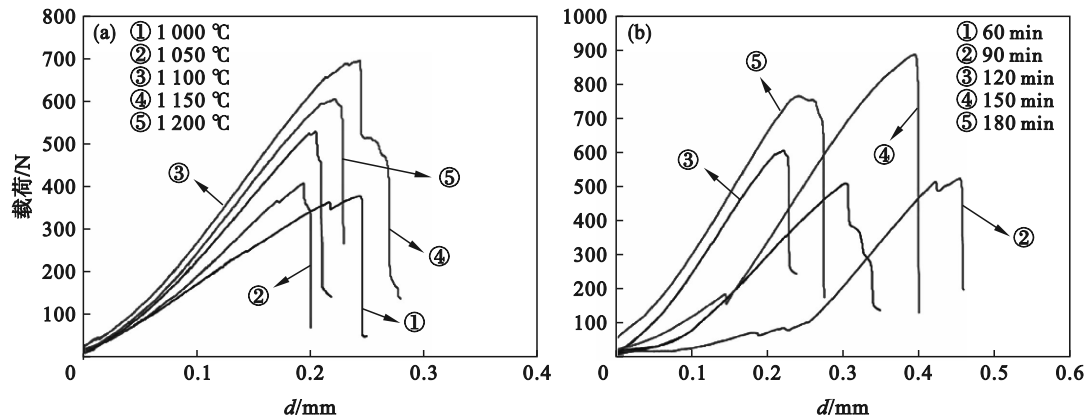 800
700
600
500
400
300
200
100
0
0.1
0.2
0.3
0.4
载荷/N
d/mm
(a)
① 1 000 ℃
② 1 050 ℃
③ 1 100 ℃
④ 1 150 ℃
⑤ 1 200 ℃
③
⑤
④
②
①
1000
900
800
700
600
500
400
300
200
100
0
0.1
0.2
0.3
0.4
0.5
0.6
d/mm
(b)
① 60 min
② 90 min
③ 120 min
④ 150 min
⑤ 180 min
⑤
③
④
②